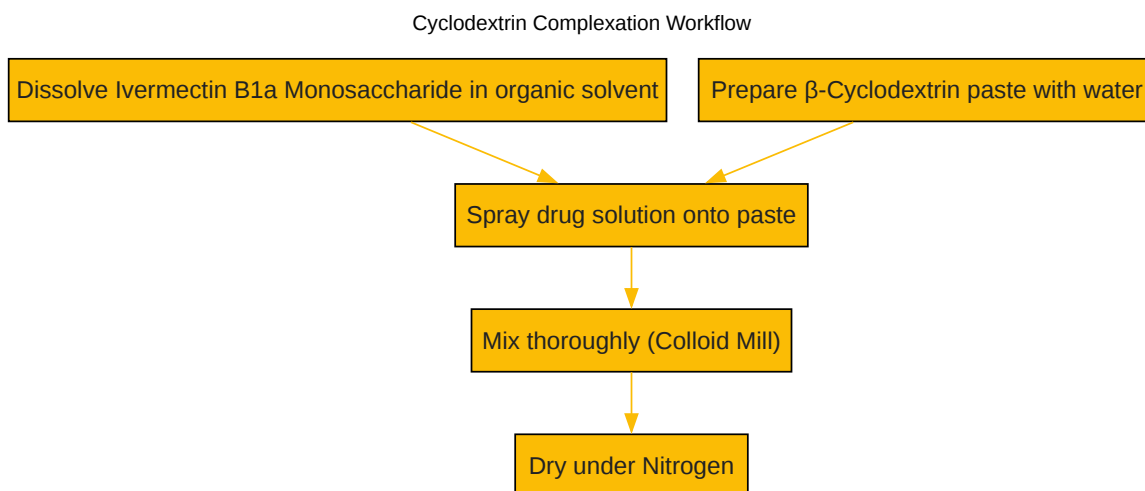 Cyclodextrin Complexation Workflow
Dissolve Ivermectin B1a Monosaccharide in organic solvent
Prepare β-Cyclodextrin paste with water
Spray drug solution onto paste
Mix thoroughly (Colloid Mill)
Dry under Nitrogen